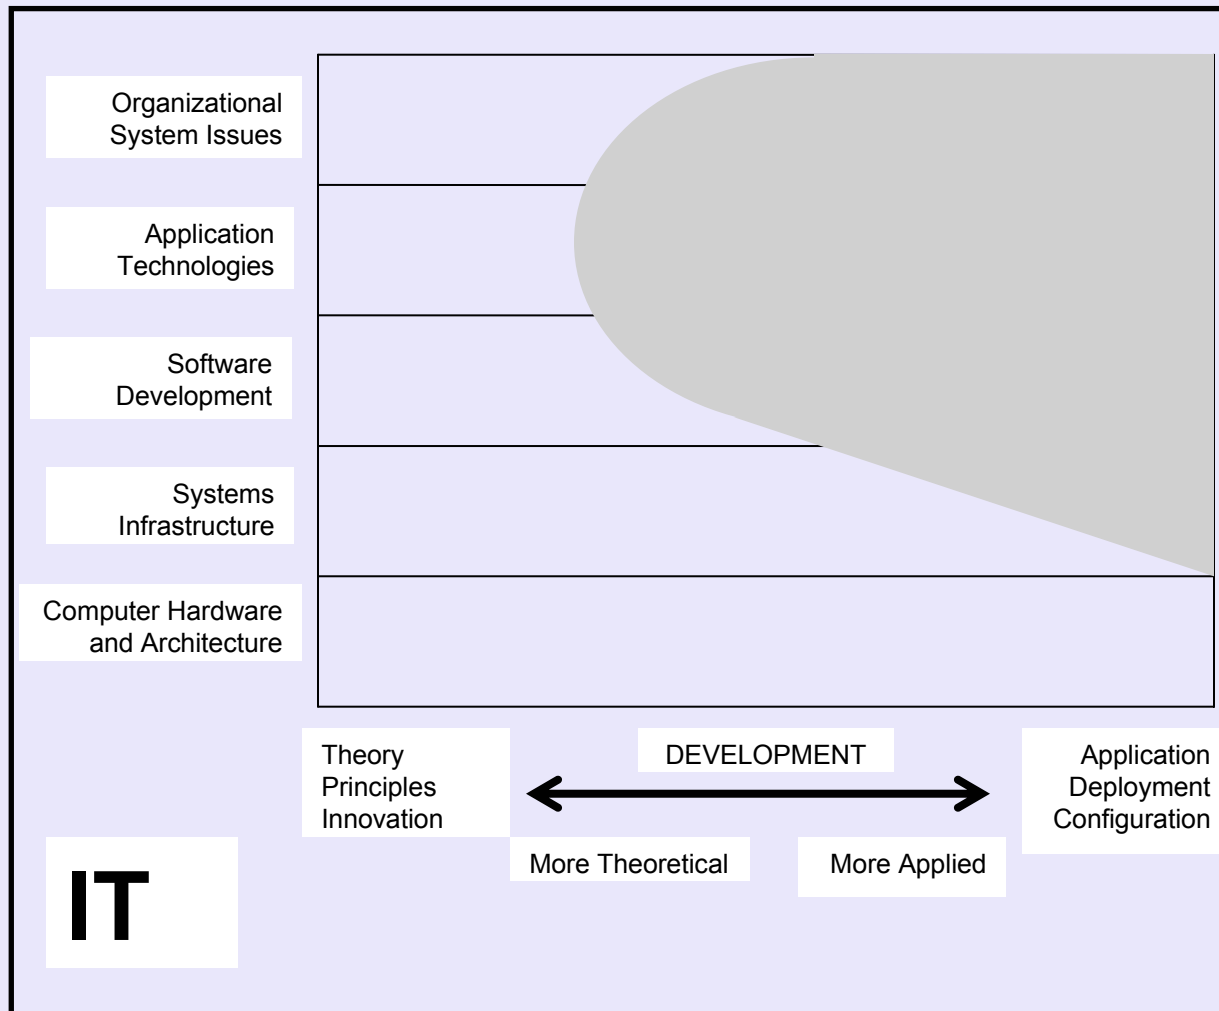 Organizational
System Issues
Application
Technologies
Software
Development
Systems
Infrastructure
Computer Hardware
and Architecture
Theory
Principles
Innovation
DEVELOPMENT
Application
Deployment
Configuration
More Theoretical
More Applied
IT